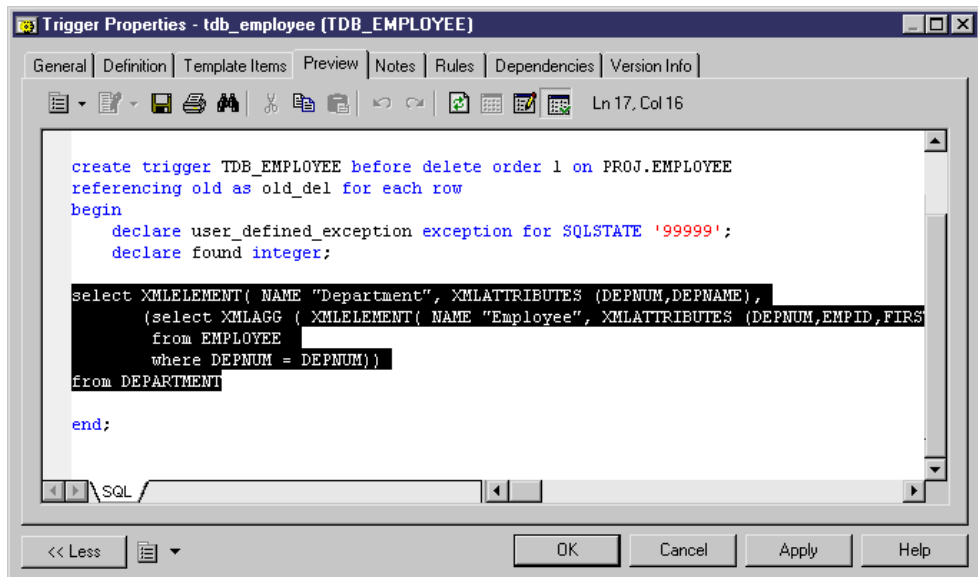 Trigger Properties - tdb_employee (TDB_EMPLOYEE)
General Definition Template Items Preview Notes Rules Dependencies Version Info
Ln 17, Col 16
create trigger TDB_EMPLOYEE before delete order 1 on PROJ.EMPLOYEE
referencing old as old_del for each row
begin
declare user_defined_exception exception for SQLSTATE '99999';
declare found integer;
select XMLELEMENT( NAME "Department", XMLATTRIBUTES (DEPNUM,DEPNAME),
(select XMLAGG ( XMLELEMENT( NAME "Employee", XMLATTRIBUTES (DEPNUM,EMPID,FIRS
from EMPLOYEE
where DEPNUM = DEPNUM))
from DEPARTMENT
end;
SQL
<< Less OK Cancel Apply Help